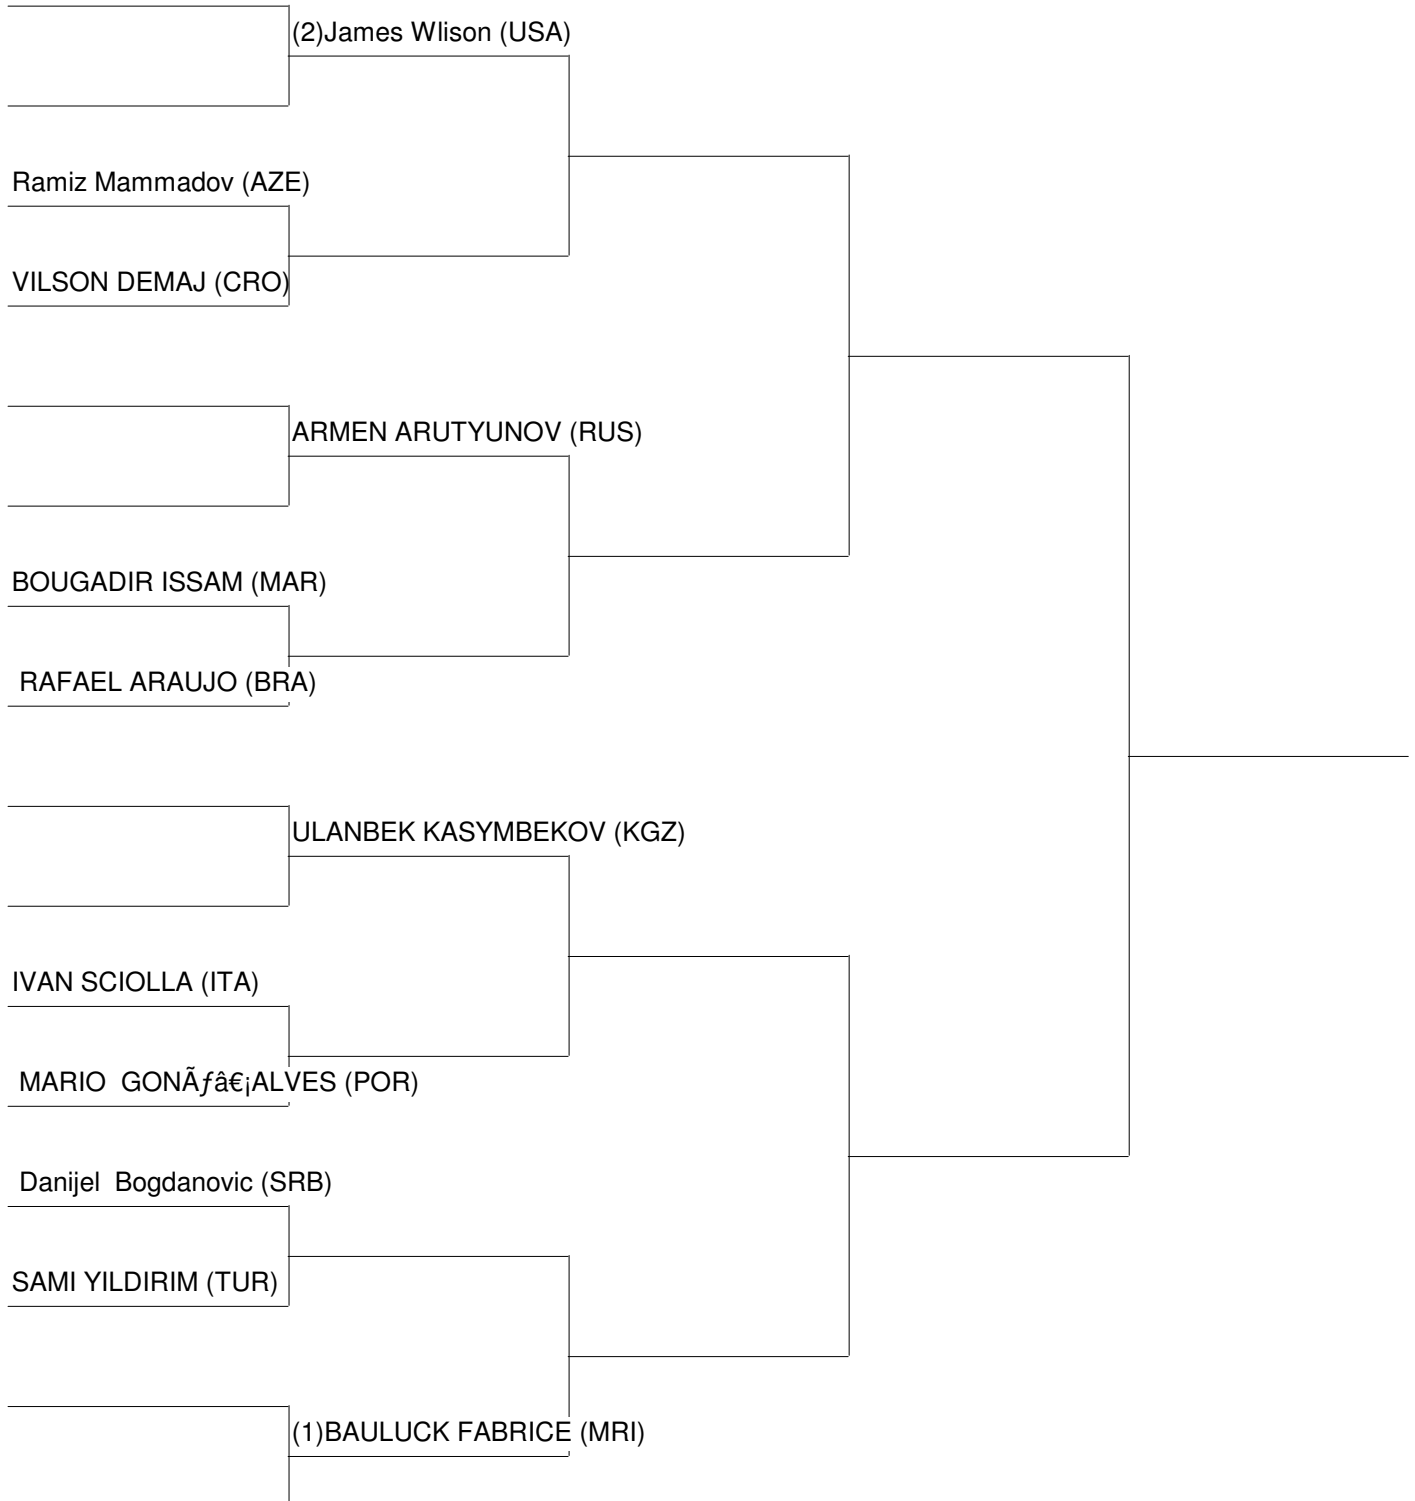 (2)James Wlison (USA)
Ramiz Mammadov (AZE)
VILSON DEMAJ (CRO)
ARMEN ARUTYUNOV (RUS)
BOUGADIR ISSAM (MAR)
RAFAEL ARAUJO (BRA)
ULANBEK KASYMBEKOV (KGZ)
IVAN SCIOLLA (ITA)
MARIO  GONÃƒâ€¡ALVES (POR)
Danijel  Bogdanovic (SRB)
SAMI YILDIRIM (TUR)
(1)BAULUCK FABRICE (MRI)